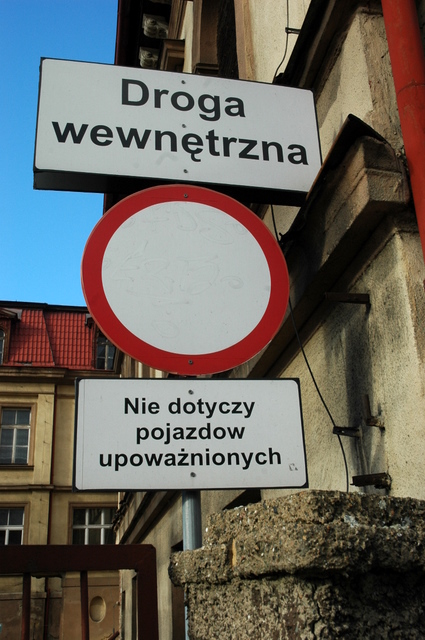 Droga
wewnętrzna
Nie dotyczy
pojazdow
upoważnionych